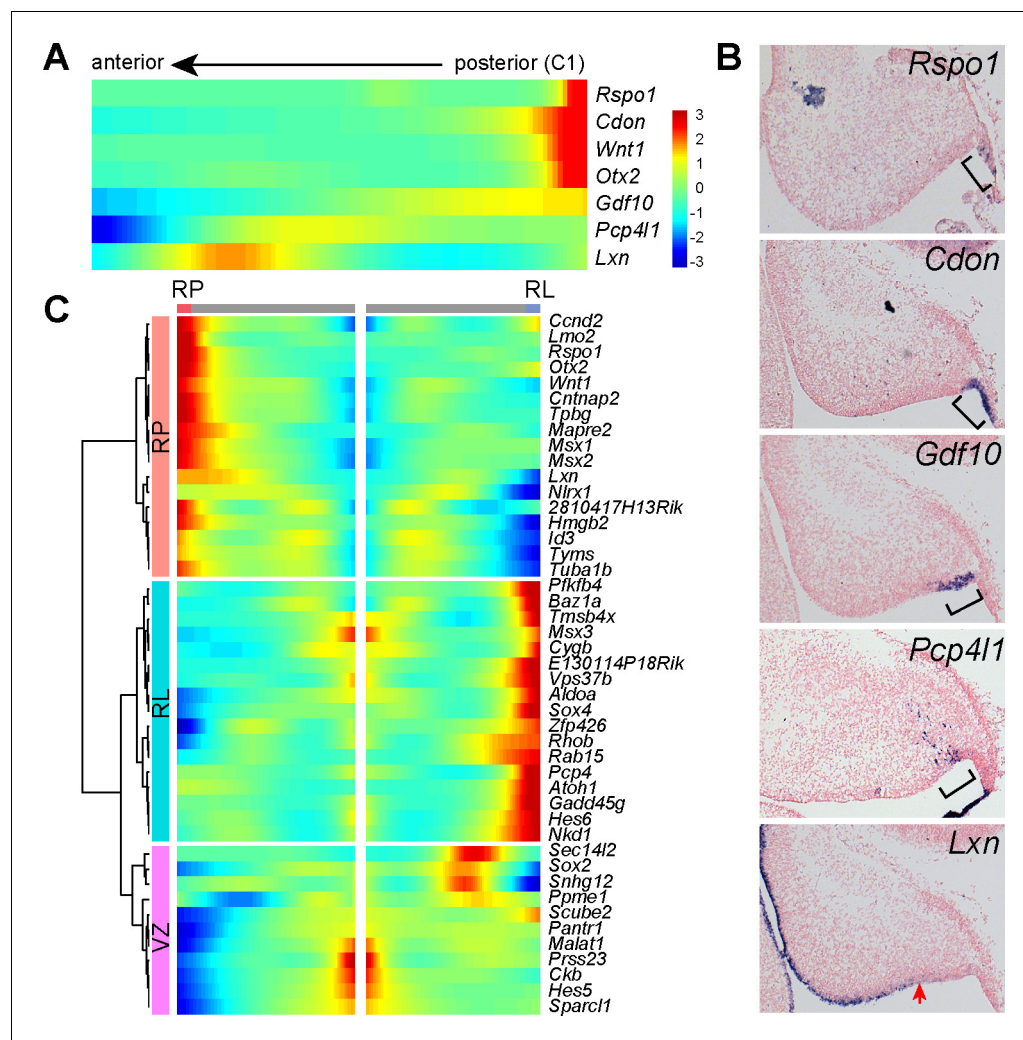 A
anterior
posterior (C1)
Rspo1
Cdon
Wnt1
Otx2
Gdf10
Pcp4l1
Lxn
3
2
1
0
-1
-2
-3
B
Rspo1
Cdon
Gdf10
Pcp4l1
Lxn
C
RP
RL
RP
Ccnd2
Lmo2
Rspo1
Otx2
Wnt1
Cntnap2
Tpbg
Mapre2
Msx1
Msx2
Lxn
Nlrx1
2810417H13Rik
Hmgb2
Id3
Tyms
Tuba1b
RL
Pfkfb4
Baz1a
Tmsb4x
Msx3
Cygb
E130114P18Rik
Vps37b
Aldoa
Sox4
Zfp426
Rhob
Rab15
Pcp4
Atoh1
Gadd45g
Hes6
Nkd1
VZ
Sec14l2
Sox2
Snhg12
Ppme1
Scube2
Pantr1
Malat1
Prss23
Ckb
Hes5
Sparcl1